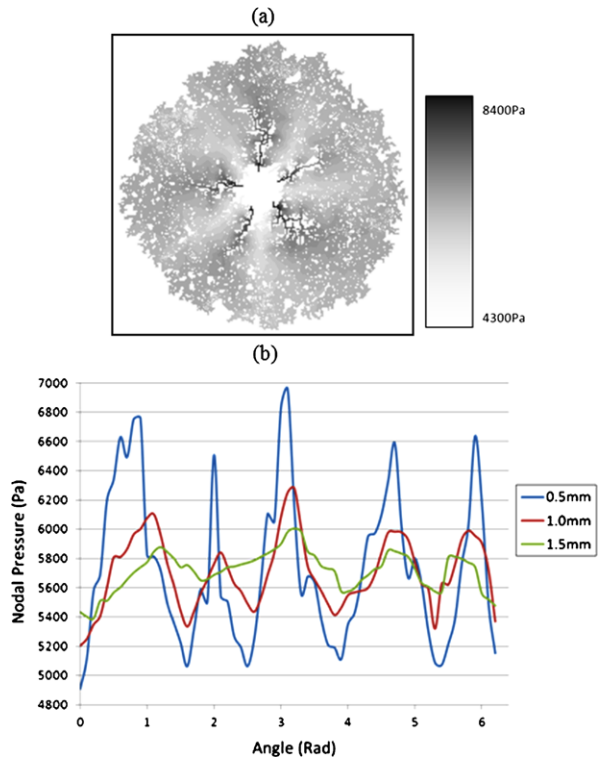 (a)
8400Pa
4300Pa
(b)
7000
6800
6600
6400
6200
6000
5800
5600
5400
5200
5000
4800
Nodal Pressure (Pa)
0 1 2 3 4 5 6
Angle (Rad)
0.5mm
1.0mm
1.5mm